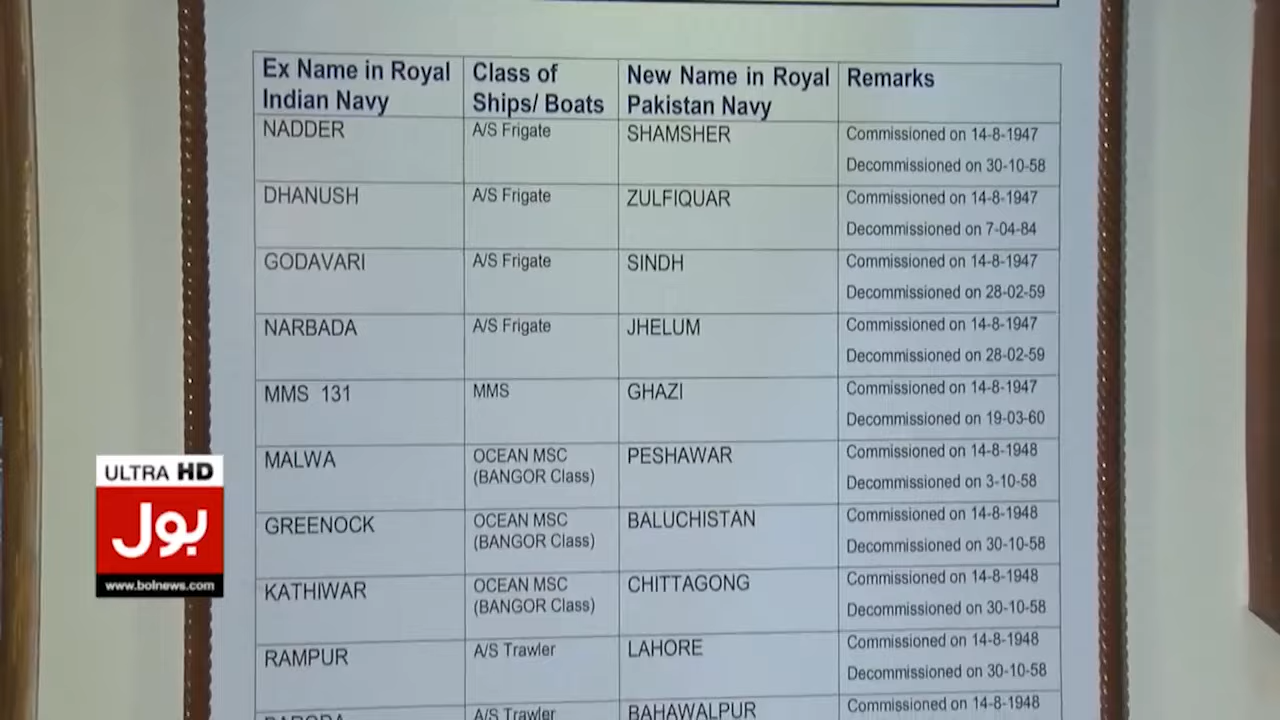 Ex Name in Royal Indian Navy | Class of Ships/ Boats | New Name in Royal Pakistan Navy | Remarks
NADDER | A/S Frigate | SHAMSHER | Commissioned on 14-8-1947
Decommissioned on 30-10-58
DHANUSH | A/S Frigate | ZULFIQUAR | Commissioned on 14-8-1947
Decommissioned on 7-04-84
GODAVARI | A/S Frigate | SINDH | Commissioned on 14-8-1947
Decommissioned on 28-02-59
NARBADA | A/S Frigate | JHELUM | Commissioned on 14-8-1947
Decommissioned on 28-02-59
MMS 131 | MMS | GHAZI | Commissioned on 14-8-1947
Decommissioned on 19-03-60
MALWA | OCEAN MSC (BANGOR Class) | PESHAWAR | Commissioned on 14-8-1948
Decommissioned on 3-10-58
GREENOCK | OCEAN MSC (BANGOR Class) | BALUCHISTAN | Commissioned on 14-8-1948
Decommissioned on 30-10-58
KATHIWAR | OCEAN MSC (BANGOR Class) | CHITTAGONG | Commissioned on 14-8-1948
Decommissioned on 30-10-58
RAMPUR | A/S Trawler | LAHORE | Commissioned on 14-8-1948
Decommissioned on 30-10-58
A/S Trawler | BAHAWALPUR | Commissioned on 14-8-1948
ULTRA HD
بول
www.bolnews.com